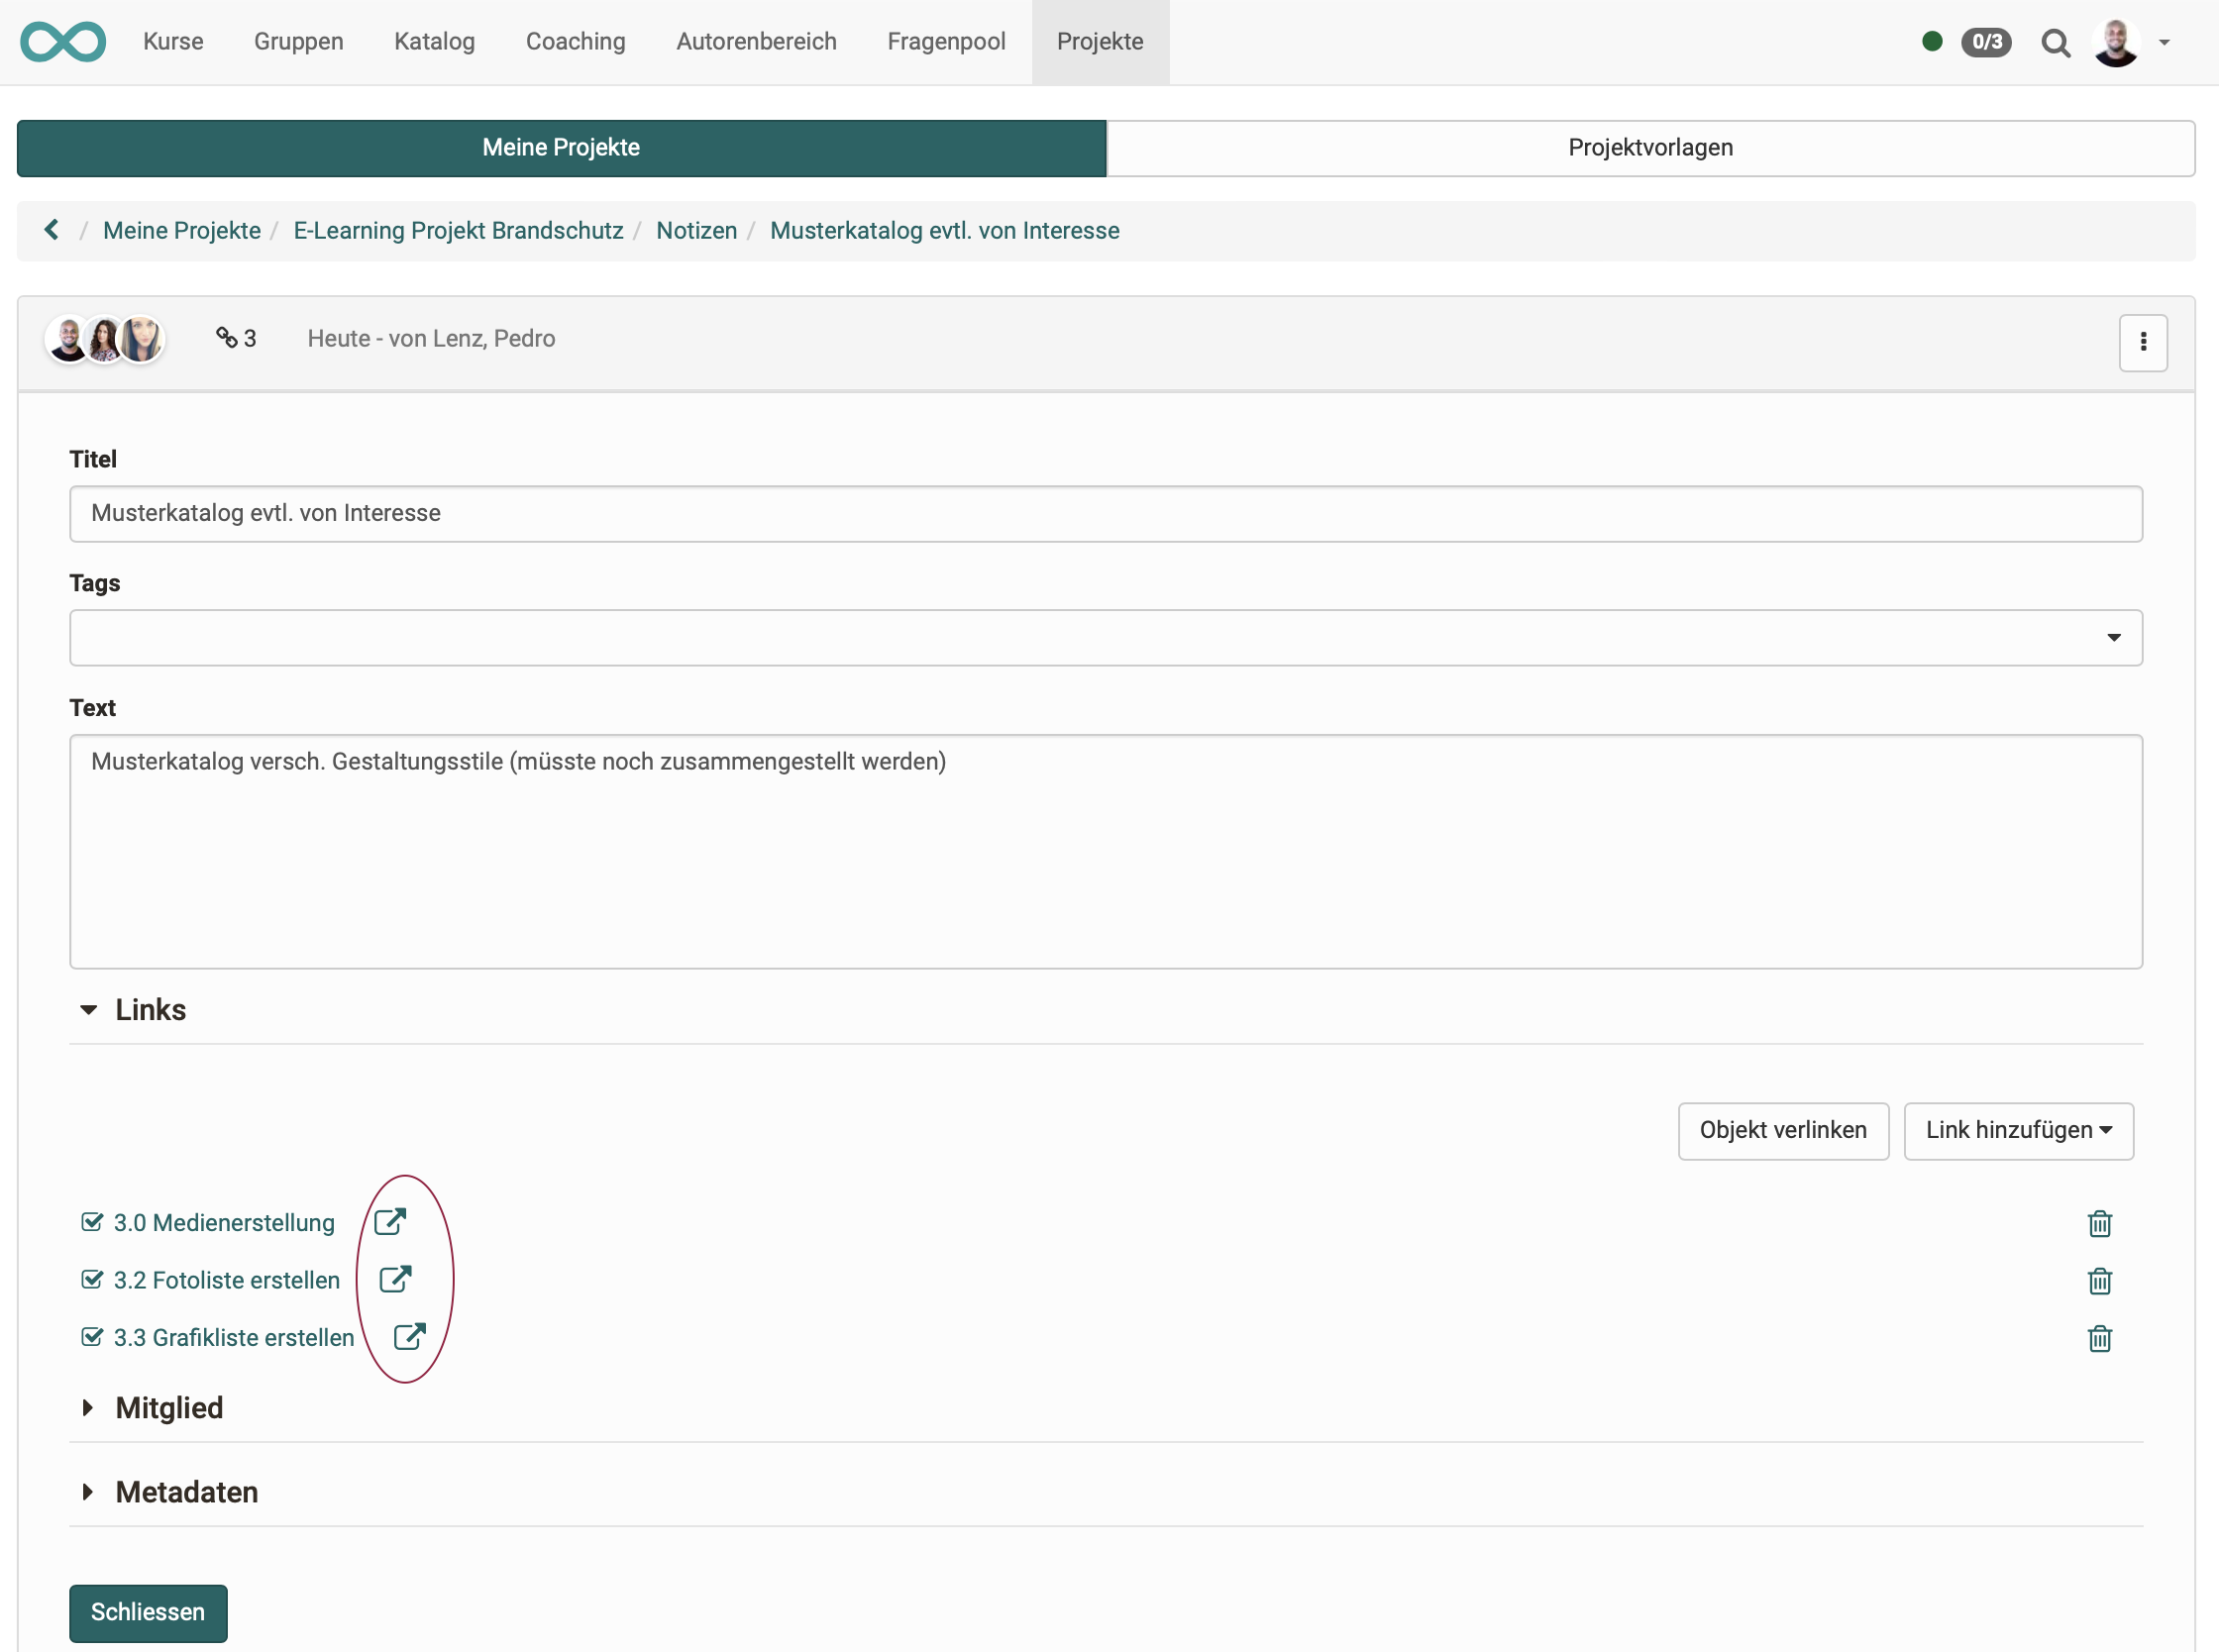 Kurse Gruppen Katalog Coaching Autorenbereich Fragenpool Projekte 0/3
Meine Projekte Projektvorlagen
/ Meine Projekte / E-Learning Projekt Brandschutz / Notizen / Musterkatalog evtl. von Interesse
3 Heute - von Lenz, Pedro
Titel
Musterkatalog evtl. von Interesse
Tags
Text
Musterkatalog versch. Gestaltungsstile (müsste noch zusammengestellt werden)
Links
Objekt verlinken Link hinzufügen
3.0 Medienerstellung
3.2 Fotoliste erstellen
3.3 Grafikliste erstellen
Mitglied
Metadaten
Schliessen